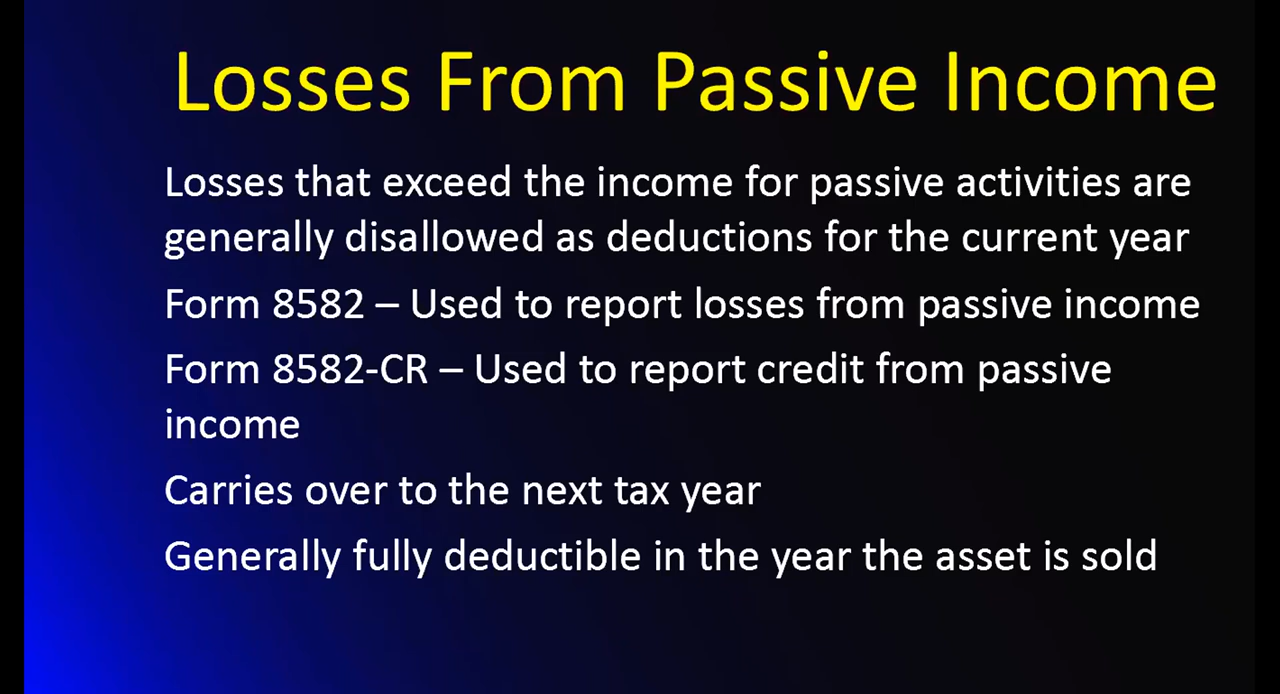 Losses From Passive Income
Losses that exceed the income for passive activities are
generally disallowed as deductions for the current year
Form 8582 – Used to report losses from passive income
Form 8582-CR – Used to report credit from passive
income
Carries over to the next tax year
Generally fully deductible in the year the asset is sold